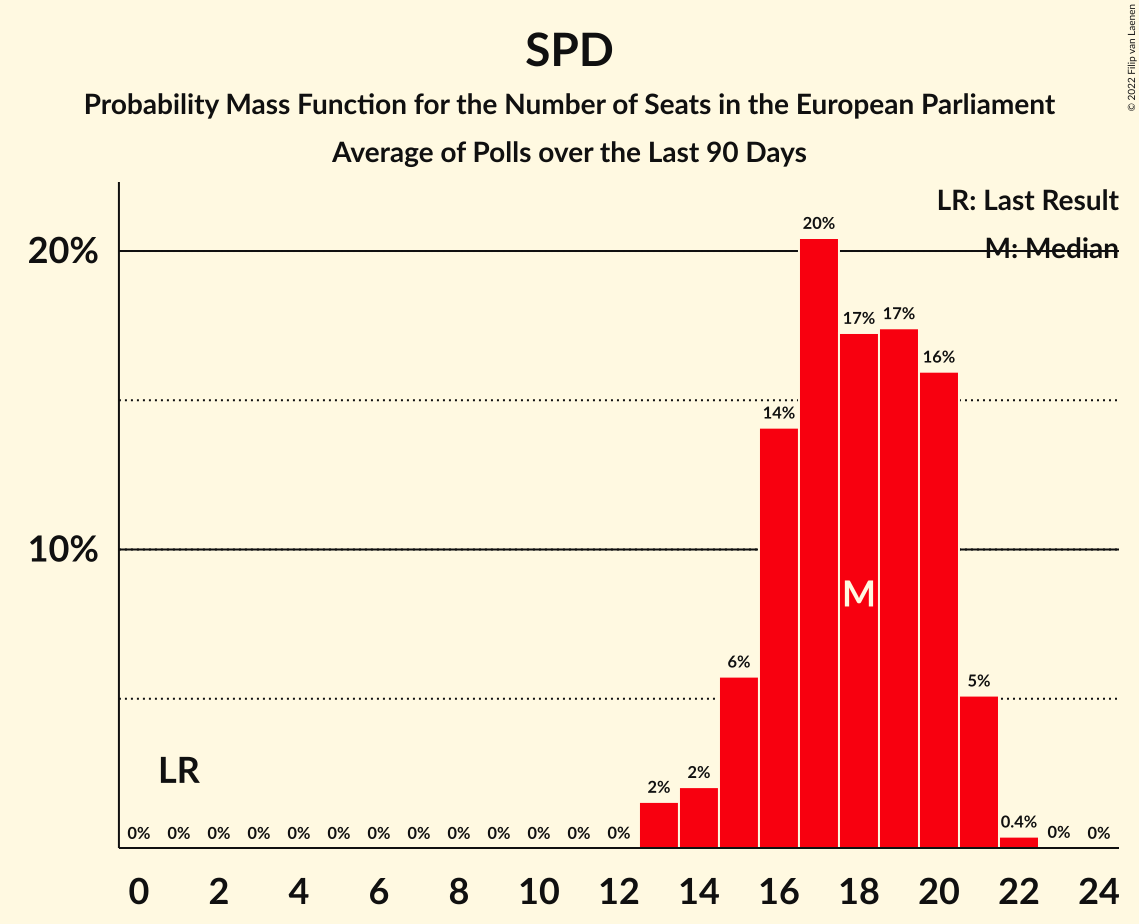 SPD
Probability Mass Function for the Number of Seats in the European Parliament
Average of Polls over the Last 90 Days
© 2022 Filip van Laenen
LR: Last Result
M: Median
20%
10%
20%
17%
17%
16%
14%
6%
5%
2%
2%
0.4%
M
LR
0% 0% 0% 0% 0% 0% 0% 0% 0% 0% 0% 0% 0% 0% 0%
0 2 4 6 8 10 12 14 16 18 20 22 24